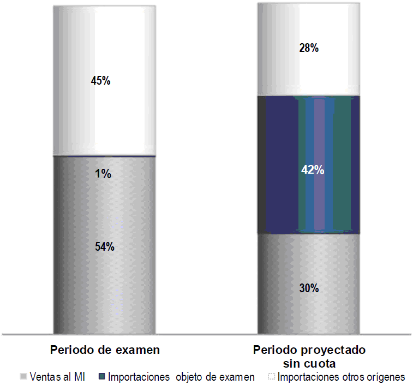 28%
45%
42%
1%
54%
30%
Periodo de examen
Periodo proyectado
sin cuota
Ventas al MI
Importaciones objeto de examen
Importaciones otros orígenes